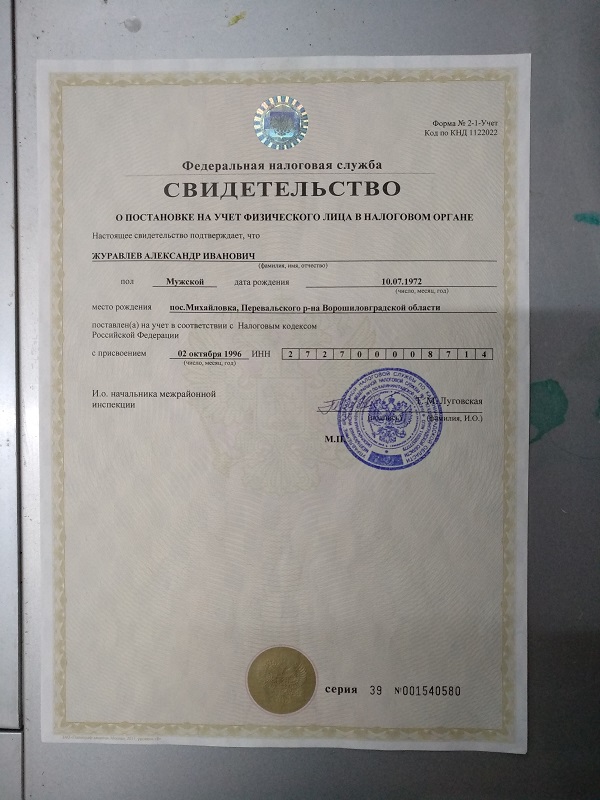 Форма № 2-1-Учет
Код по КНД 1122022
Федеральная налоговая служба
СВИДЕТЕЛЬСТВО
О ПОСТАНОВКЕ НА УЧЕТ ФИЗИЧЕСКОГО ЛИЦА В НАЛОГОВОМ ОРГАНЕ
Настоящее свидетельство подтверждает, что
ЖУРАВЛЕВ АЛЕКСАНДР ИВАНОВИЧ
(фамилия, имя, отчество)
пол Мужской дата рождения 10.07.1972
(число, месяц, год)
место рождения пос.Михайловка, Перевальского р-на Ворошиловградской области
поставлен(а) на учет в соответствии с Налоговым кодексом
Российской Федерации
с присвоением 02 октября 1996 ИНН 2 7 2 7 0 0 0 0 8 7 1 4
(число, месяц, год)
И.о. начальника межрайонной
инспекции
Т. М. Луговская
(подпись) (фамилия, И.О.)
М.П.
серия 39 №001540580